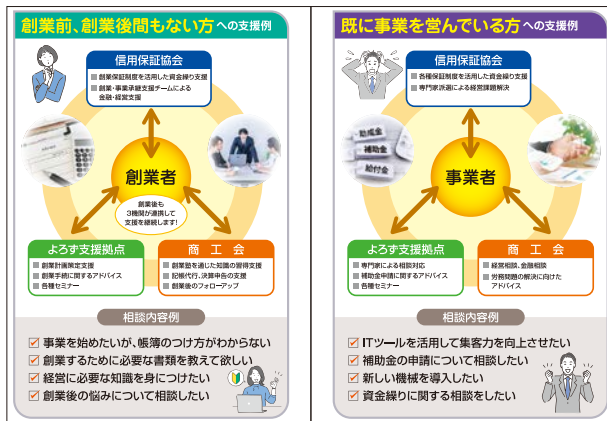 創業前、創業後間もない方への支援例
信用保証協会
創業保証制度を活用した資金繰り支援
創業・事業承継支援チームによる
金融・経営支援
創業者
創業後も
3機関が連携して
支援を継続します!
よろず支援拠点
創業計画策定支援
創業手続に関するアドバイス
各種セミナー
商工会
創業塾を通じた知識の習得支援
記帳代行、決算申告の支援
創業後のフォローアップ
相談内容例
事業を始めたいが、帳簿のつけ方がわからない
創業するために必要な書類を教えて欲しい
経営に必要な知識を身につけたい
創業後の悩みについて相談したい
既に事業を営んでいる方への支援例
信用保証協会
各種保証制度を活用した資金繰り支援
専門家派遣による経営課題解決
助成金
補助金
給付金
事業者
よろず支援拠点
専門家による相談対応
補助金申請に関するアドバイス
各種セミナー
商工会
経営相談、金融相談
労務問題の解決に向けた
アドバイス
相談内容例
ITツールを活用して集客力を向上させたい
補助金の申請について相談したい
新しい機械を導入したい
資金繰りに関する相談をしたい